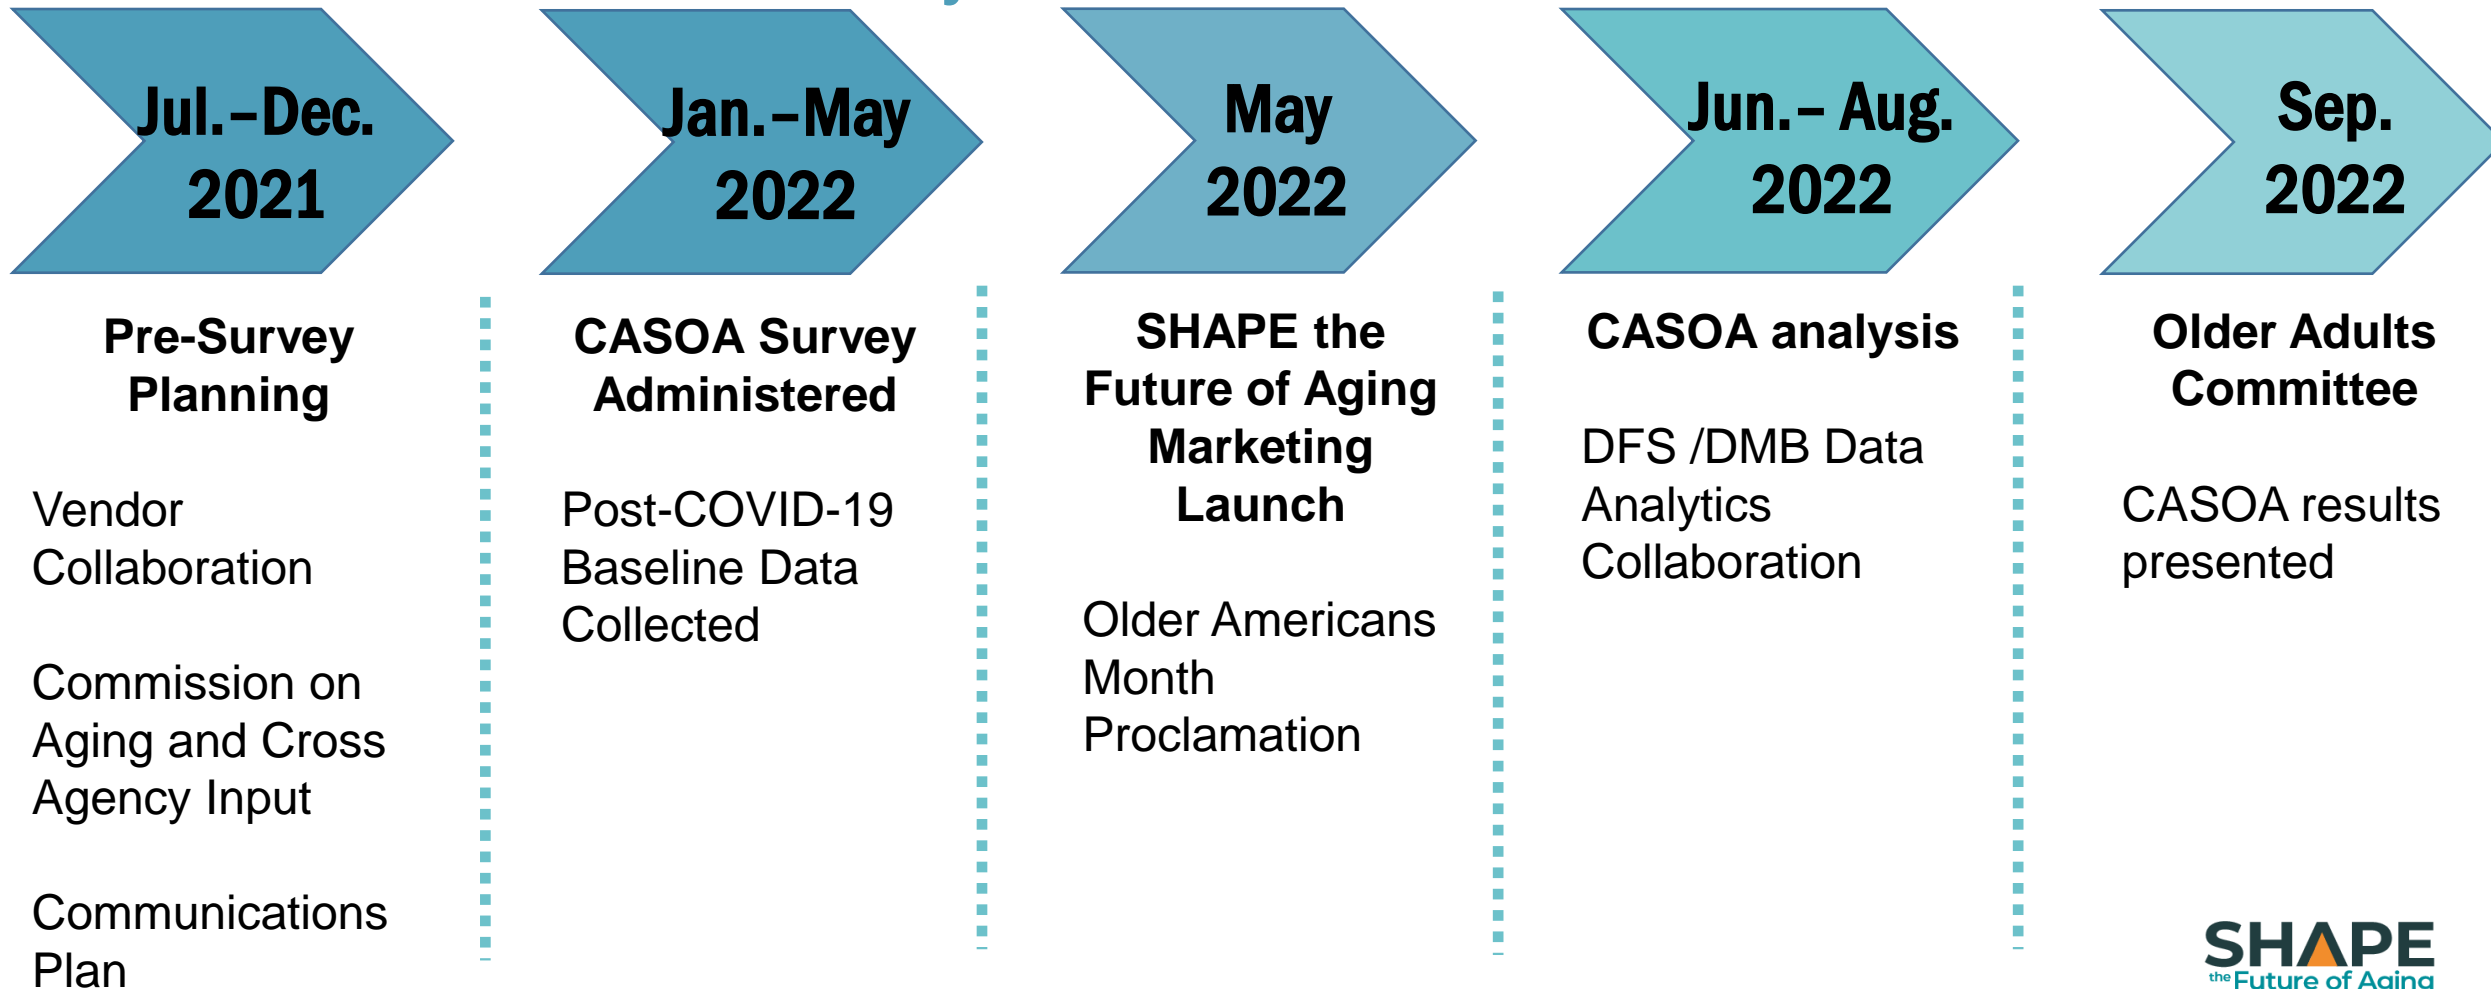 Jul.–Dec.
2021
Pre-Survey
Planning
Vendor
Collaboration
Commission on
Aging and Cross
Agency Input
Communications
Plan
Jan.–May
2022
CASOA Survey
Administered
Post-COVID-19
Baseline Data
Collected
May
2022
SHAPE the
Future of Aging
Marketing
Launch
Older Americans
Month
Proclamation
Jun.– Aug.
2022
CASOA analysis
DFS /DMB Data
Analytics
Collaboration
Sep.
2022
Older Adults
Committee
CASOA results
presented
SHAPE
the Future of Aging